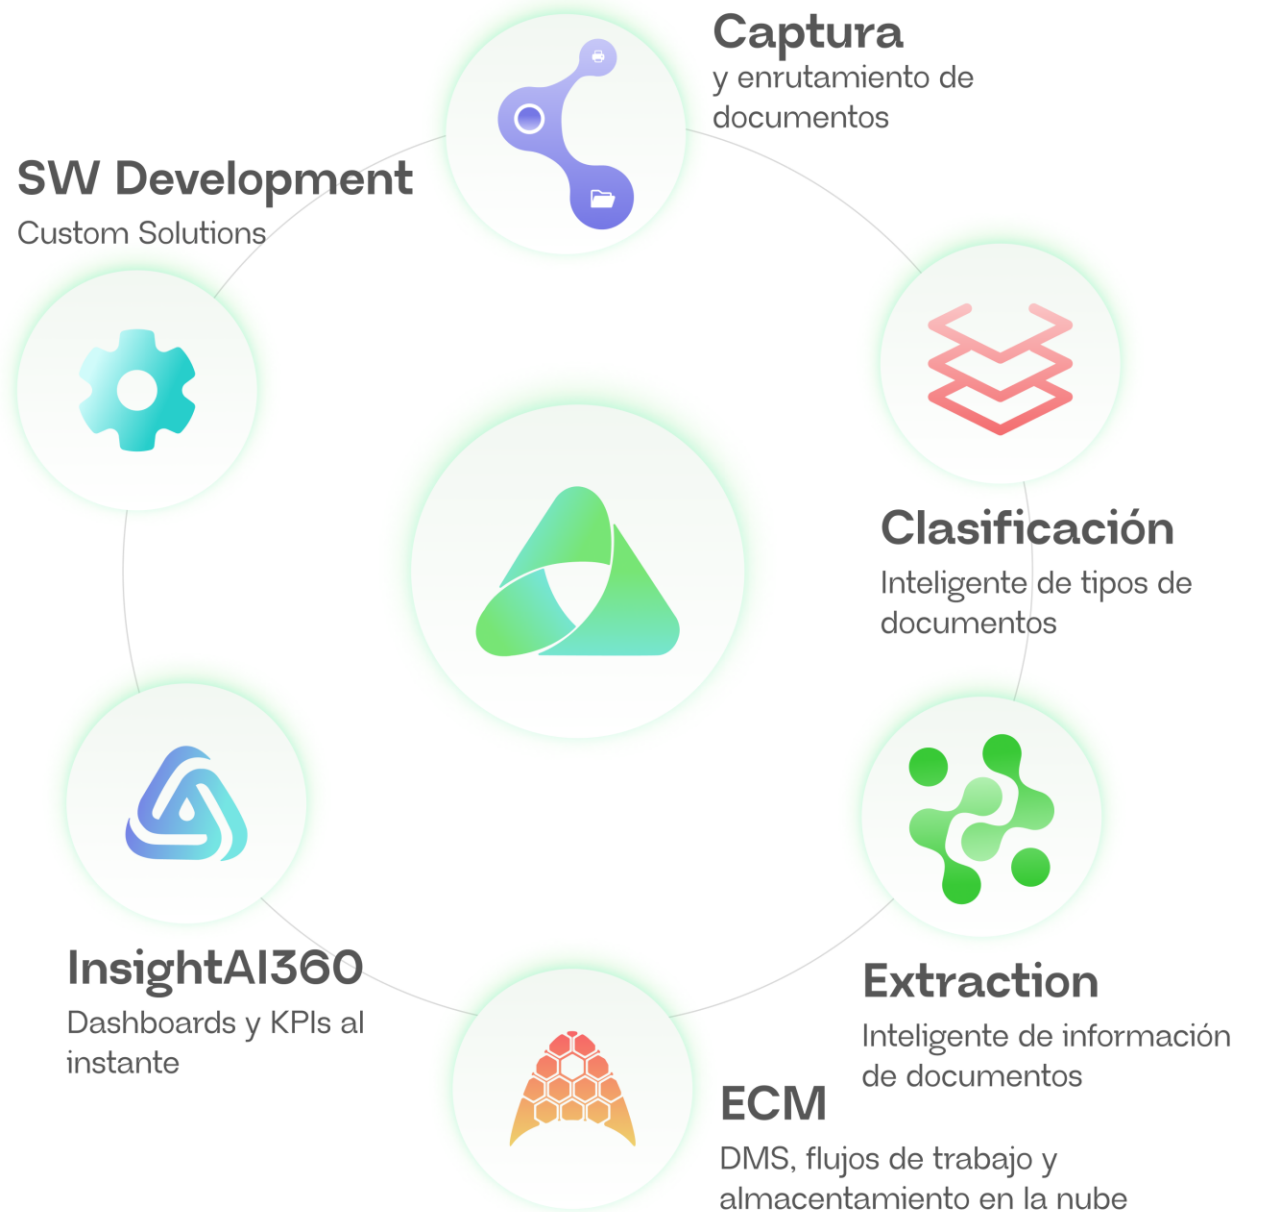 Captura
y enrutamiento de
documentos
SW Development
Custom Solutions
Clasificación
Inteligente de tipos de
documentos
InsightAI360
Dashboards y KPIs al
instante
Extraction
Inteligente de información
de documentos
ECM
DMS, flujos de trabajo y
almacentamiento en la nube